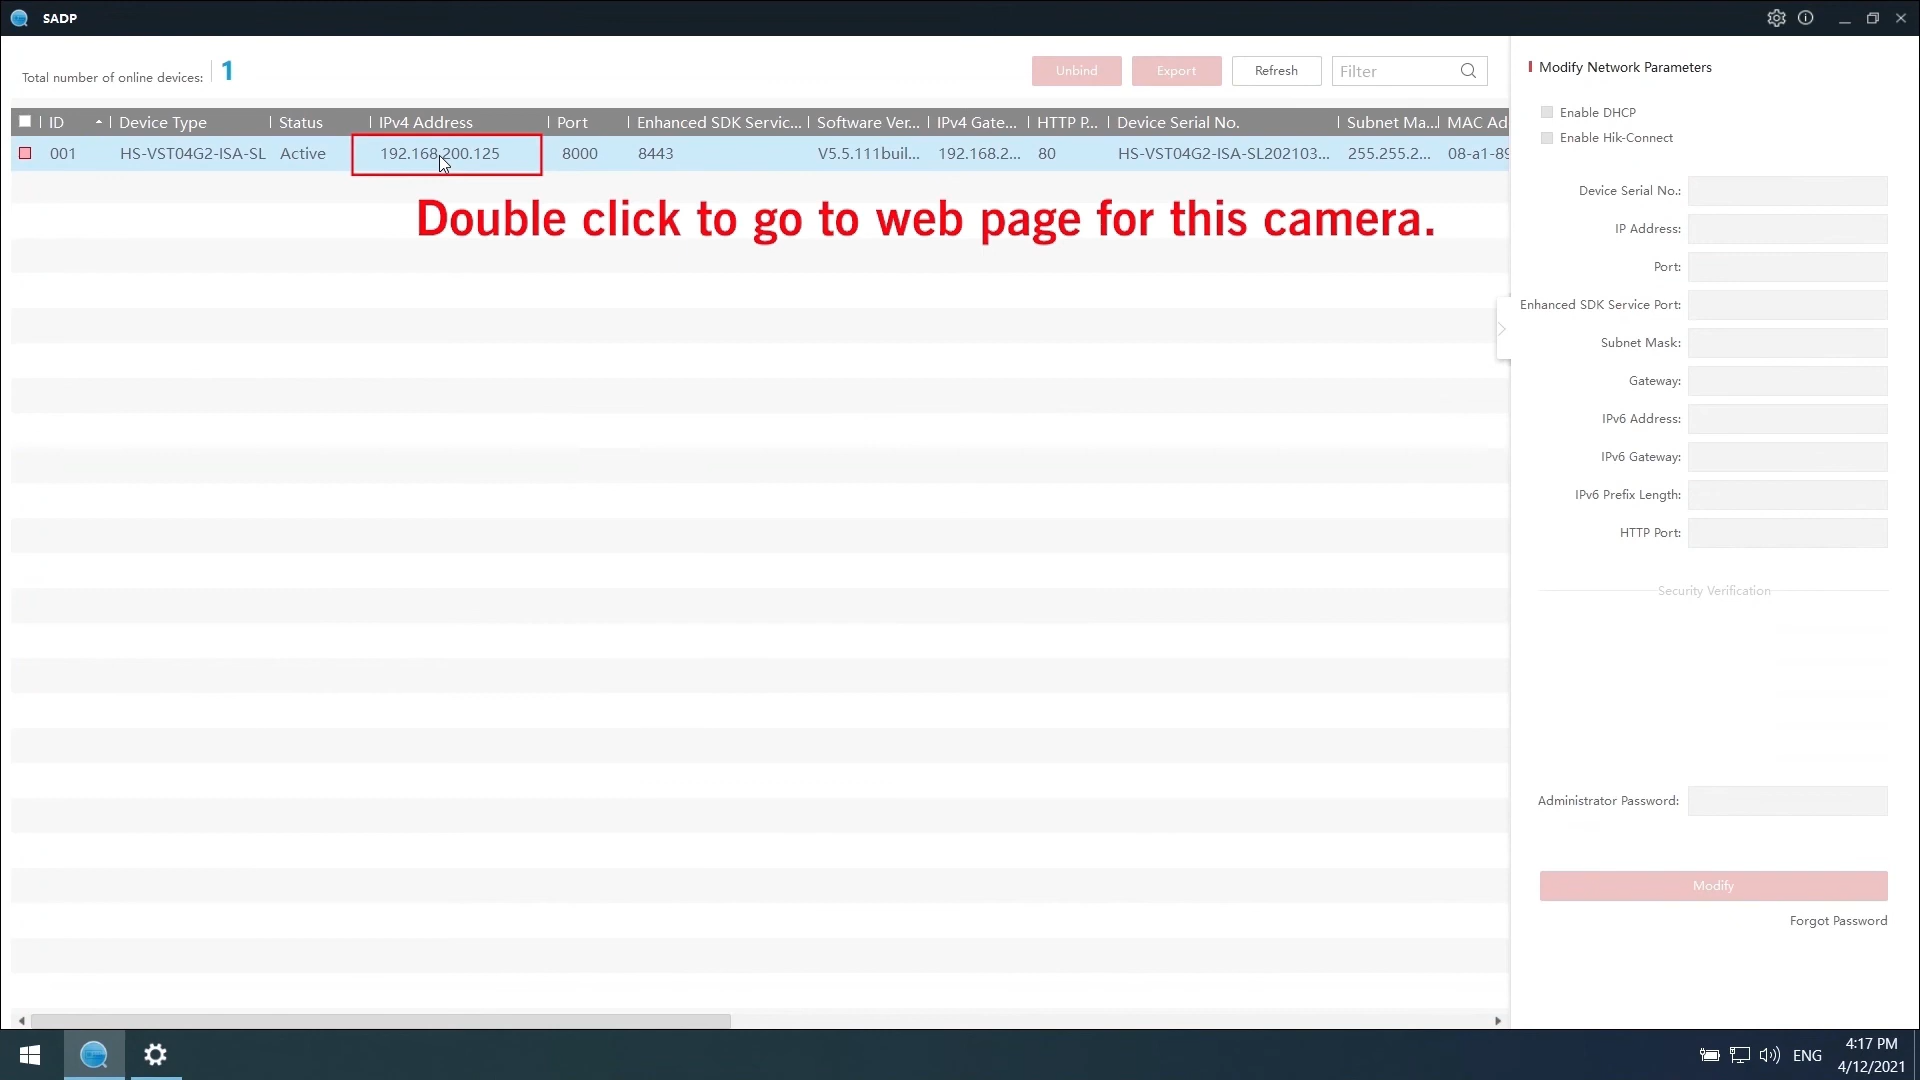 SADP
Total number of online devices: 1
Unbind
Export
Refresh
Filter
ID
Device Type
Status
IPv4 Address
Port
Enhanced SDK Servic...
Software Ver...
IPv4 Gate...
HTTP P...
Device Serial No.
Subnet Ma...
MAC Ad
001
HS-VST04G2-ISA-SL
Active
192.168.200.125
8000
8443
V5.5.111buil...
192.168.2...
80
HS-VST04G2-ISA-SL202103...
255.255.2...
08-a1-89
Double click to go to web page for this camera.
Modify Network Parameters
Enable DHCP
Enable Hik-Connect
Device Serial No.:
IP Address:
Port:
Enhanced SDK Service Port:
Subnet Mask:
Gateway:
IPv6 Address:
IPv6 Gateway:
IPv6 Prefix Length:
HTTP Port:
Security Verification
Administrator Password:
Modify
Forgot Password
ENG
4:17 PM
4/12/2021